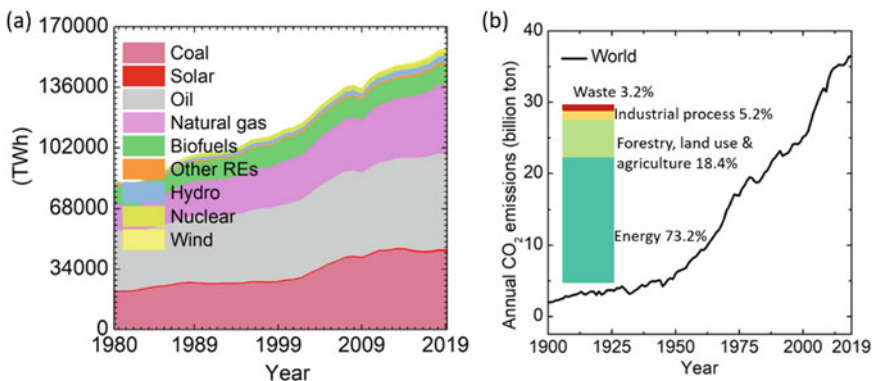 (a)
170000
136000
102000
68000
34000
0
(TWh)
Coal
Solar
Oil
Natural gas
Biofuels
Other REs
Hydro
Nuclear
Wind
1980
1989
1999
2009
2019
Year
(b)
40
30
20
10
0
Annual CO2 emissions (billion ton)
World
Waste 3.2%
Industrial process 5.2%
Forestry, land use &
agriculture 18.4%
Energy 73.2%
1900
1925
1950
1975
2000
2019
Year